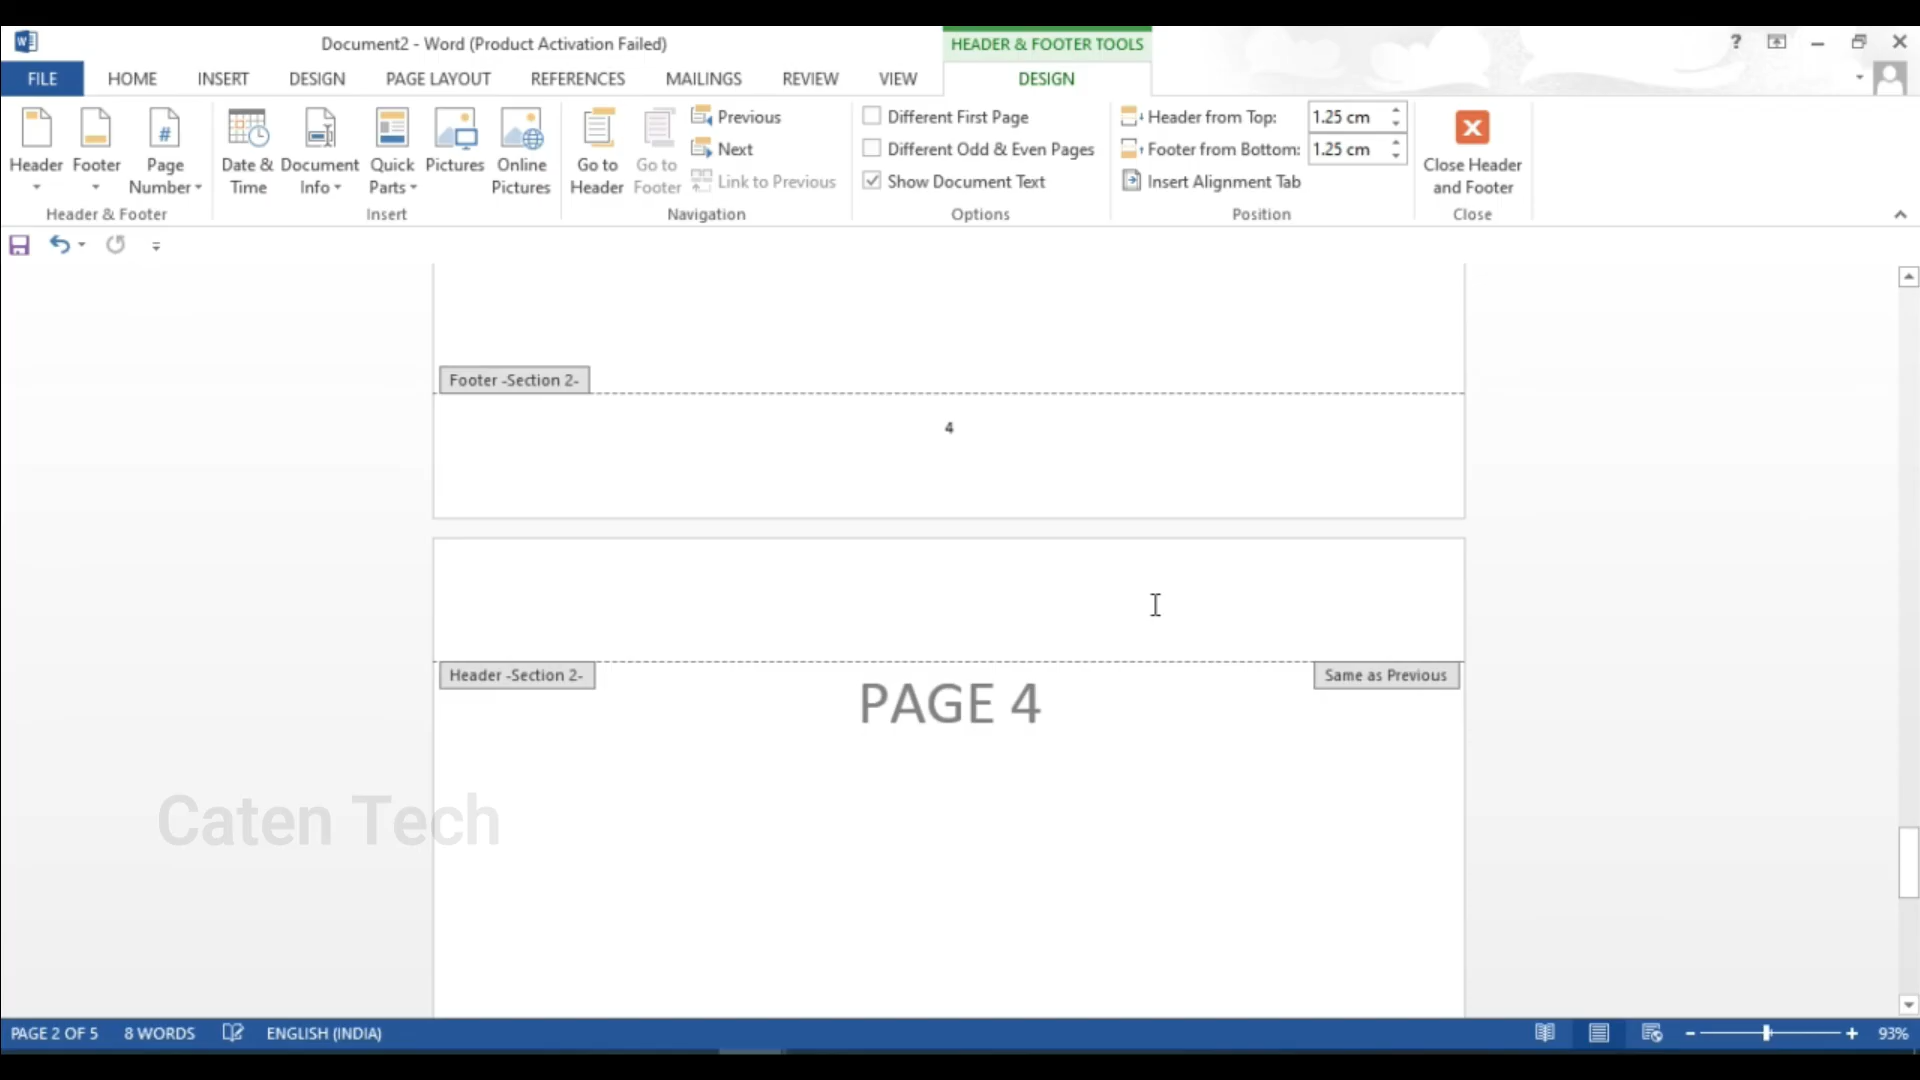 Document2 - Word (Product Activation Failed)
HEADER & FOOTER TOOLS
?
FILE HOME INSERT DESIGN PAGE LAYOUT REFERENCES MAILINGS REVIEW VIEW DESIGN
Header
Footer
Page Number
Header & Footer
Date & Time
Document Info
Quick Parts
Pictures
Online Pictures
Insert
Go to Header
Go to Footer
Previous
Next
Link to Previous
Navigation
Different First Page
Different Odd & Even Pages
Show Document Text
Options
Header from Top: 1.25 cm
Footer from Bottom: 1.25 cm
Insert Alignment Tab
Position
Close Header and Footer
Close
Footer -Section 2-
4
Header -Section 2-
Same as Previous
PAGE 4
Caten Tech
PAGE 2 OF 5 8 WORDS ENGLISH (INDIA) 93%